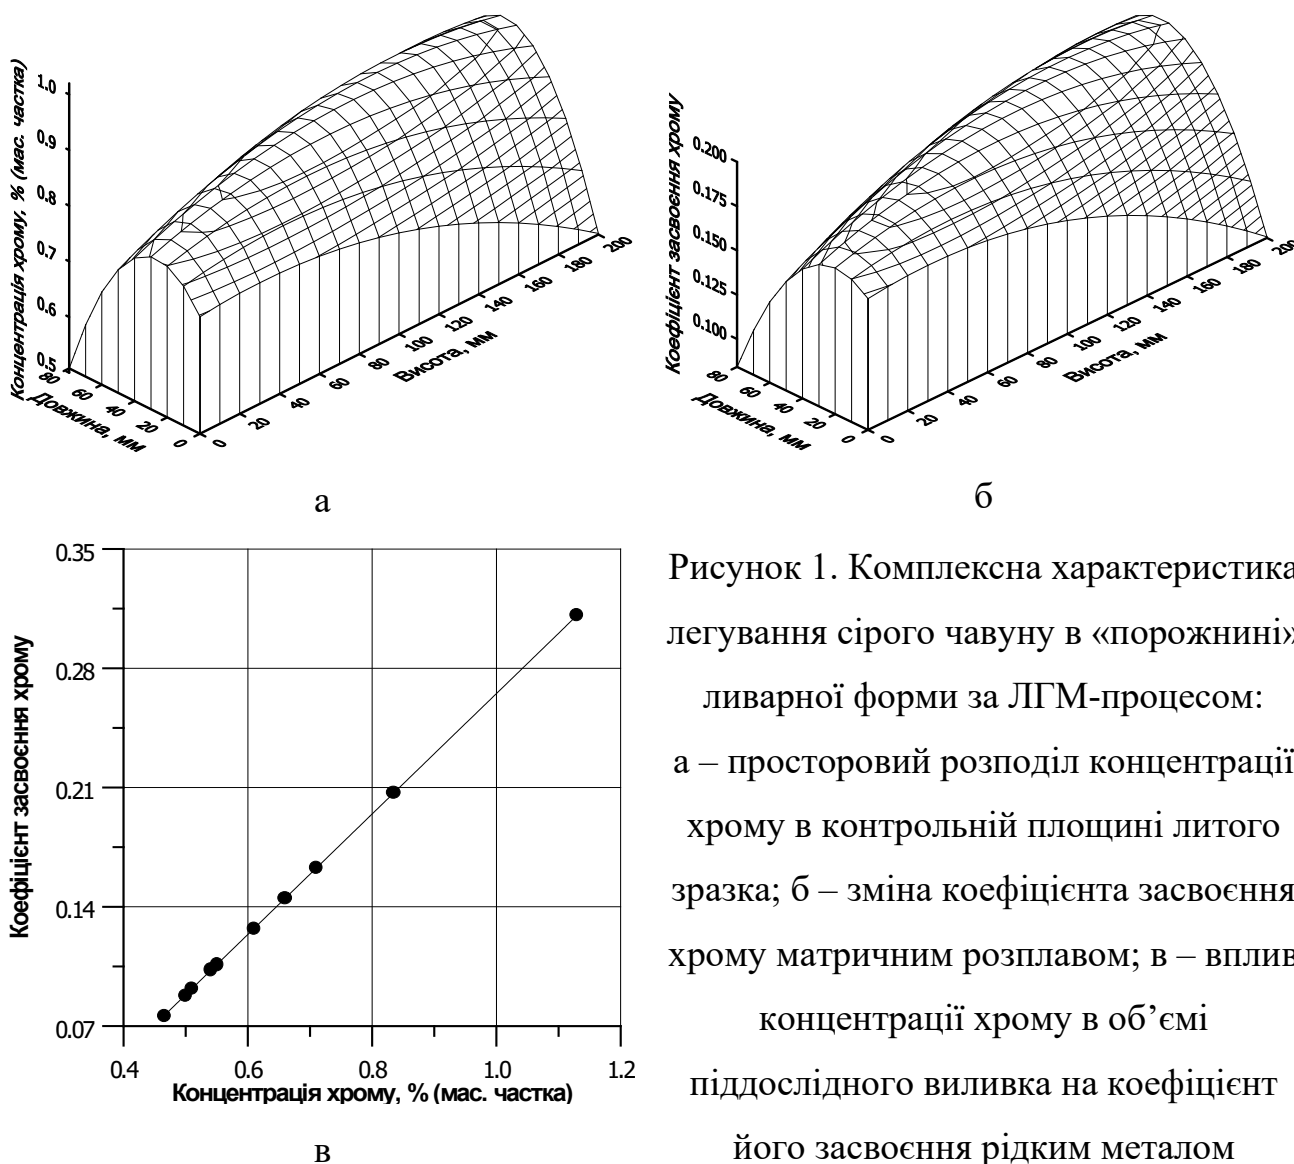 Концентрація хрому, % (мас. частка)
1.0
0.9
0.8
0.7
0.6
0.5
80
60
40
20
0
Довжина, мм
0
20
40
60
80
100
120
140
160
180
200
Висота, мм
а
Коефіцієнт засвоєння хрому
0.200
0.175
0.150
0.125
0.100
80
60
40
20
0
Довжина, мм
0
20
40
60
80
100
120
140
160
180
200
Висота, мм
б
Коефіцієнт засвоєння хрому
0.35
0.28
0.21
0.14
0.07
0.4 0.6 0.8 1.0 1.2
Концентрація хрому, % (мас. частка)
в
Рисунок 1. Комплексна характеристика
легування сірого чавуну в «порожнині»
ливарної форми за ЛГМ-процесом:
а – просторовий розподіл концентрації
хрому в контрольній площині литого
зразка; б – зміна коефіцієнта засвоєння
хрому матричним розплавом; в – вплив
концентрації хрому в об’ємі
піддослідного виливка на коефіцієнт
його засвоєння рідким металом